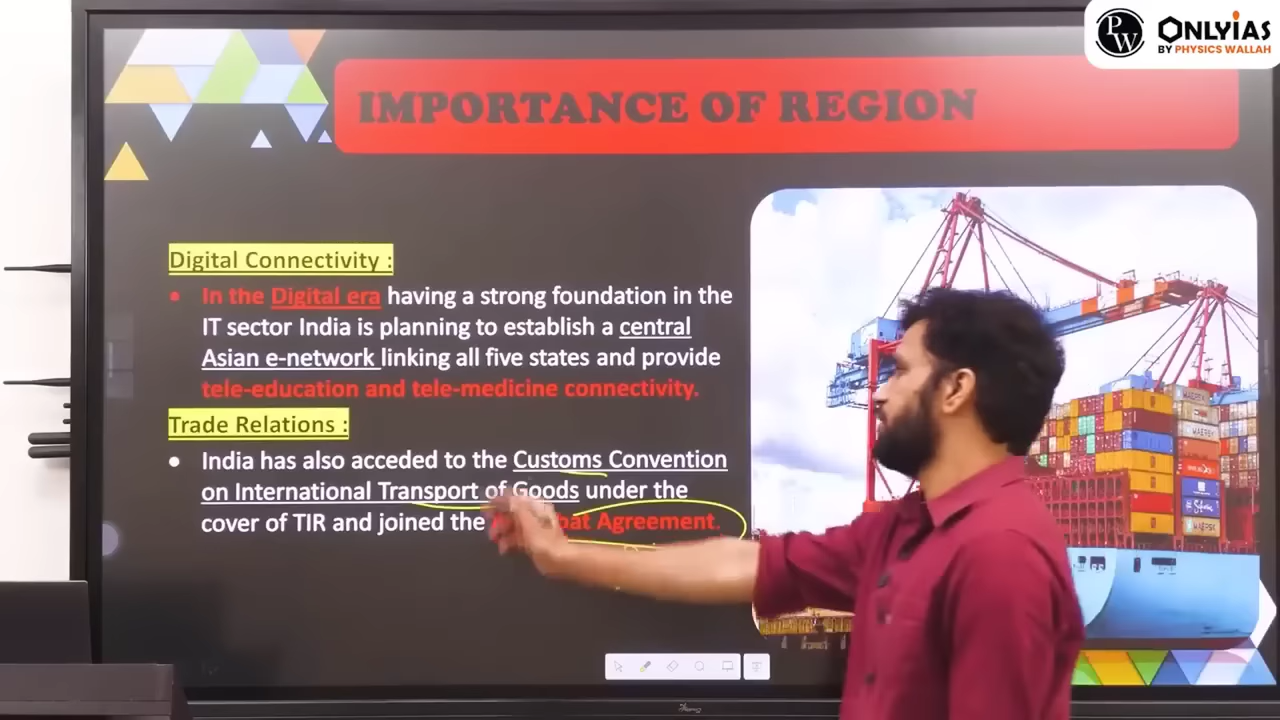 PW ONLYIAS
BY PHYSICS WALLAH
IMPORTANCE OF REGION
Digital Connectivity :
In the Digital era having a strong foundation in the
IT sector India is planning to establish a central
Asian e-network linking all five states and provide
tele-education and tele-medicine connectivity.
Trade Relations :
India has also acceded to the Customs Convention
on International Transport of Goods under the
cover of TIR and joined the Agreement.
MAERSK
MAERSK